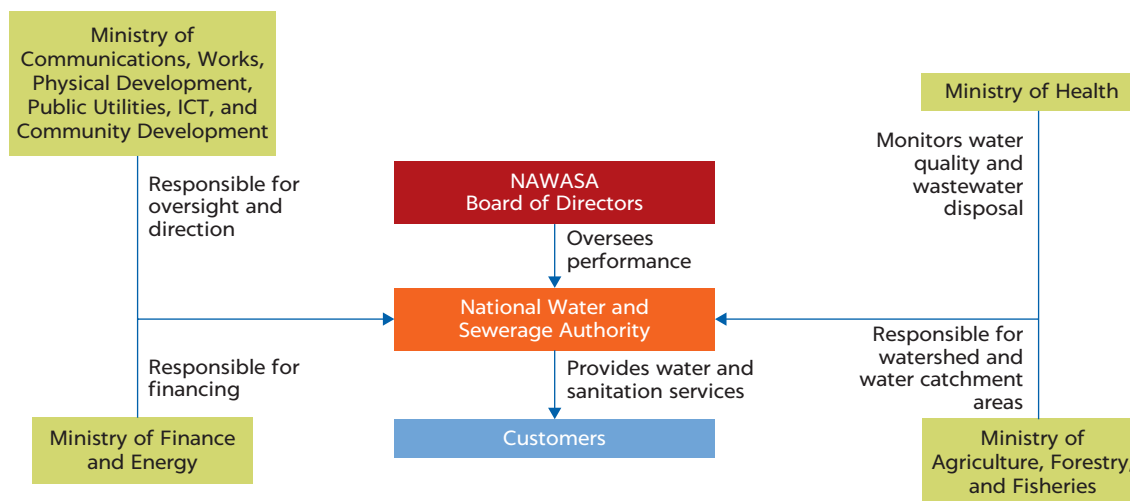 Ministry of
Communications, Works,
Physical Development,
Public Utilities, ICT, and
Community Development
Responsible for
oversight and
direction
Responsible for
financing
Ministry of Finance
and Energy
NAWASA
Board of Directors
Oversees
performance
National Water and
Sewerage Authority
Provides water and
sanitation services
Customers
Ministry of Health
Monitors water
quality and
wastewater
disposal
Responsible for
watershed and
water catchment
areas
Ministry of
Agriculture, Forestry,
and Fisheries